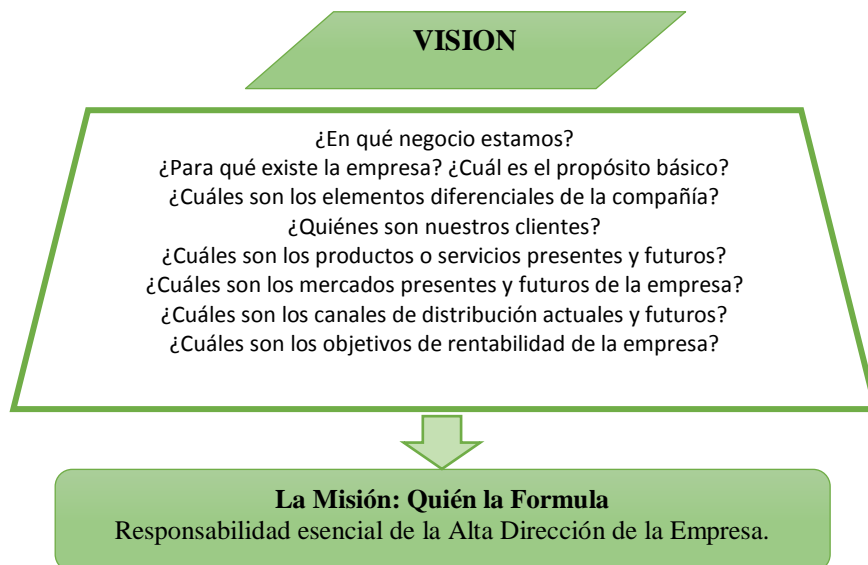 VISION
¿En qué negocio estamos?
¿Para qué existe la empresa? ¿Cuál es el propósito básico?
¿Cuáles son los elementos diferenciales de la compañía?
¿Quiénes son nuestros clientes?
¿Cuáles son los productos o servicios presentes y futuros?
¿Cuáles son los mercados presentes y futuros de la empresa?
¿Cuáles son los canales de distribución actuales y futuros?
¿Cuáles son los objetivos de rentabilidad de la empresa?
La Misión: Quién la Formula
Responsabilidad esencial de la Alta Dirección de la Empresa.